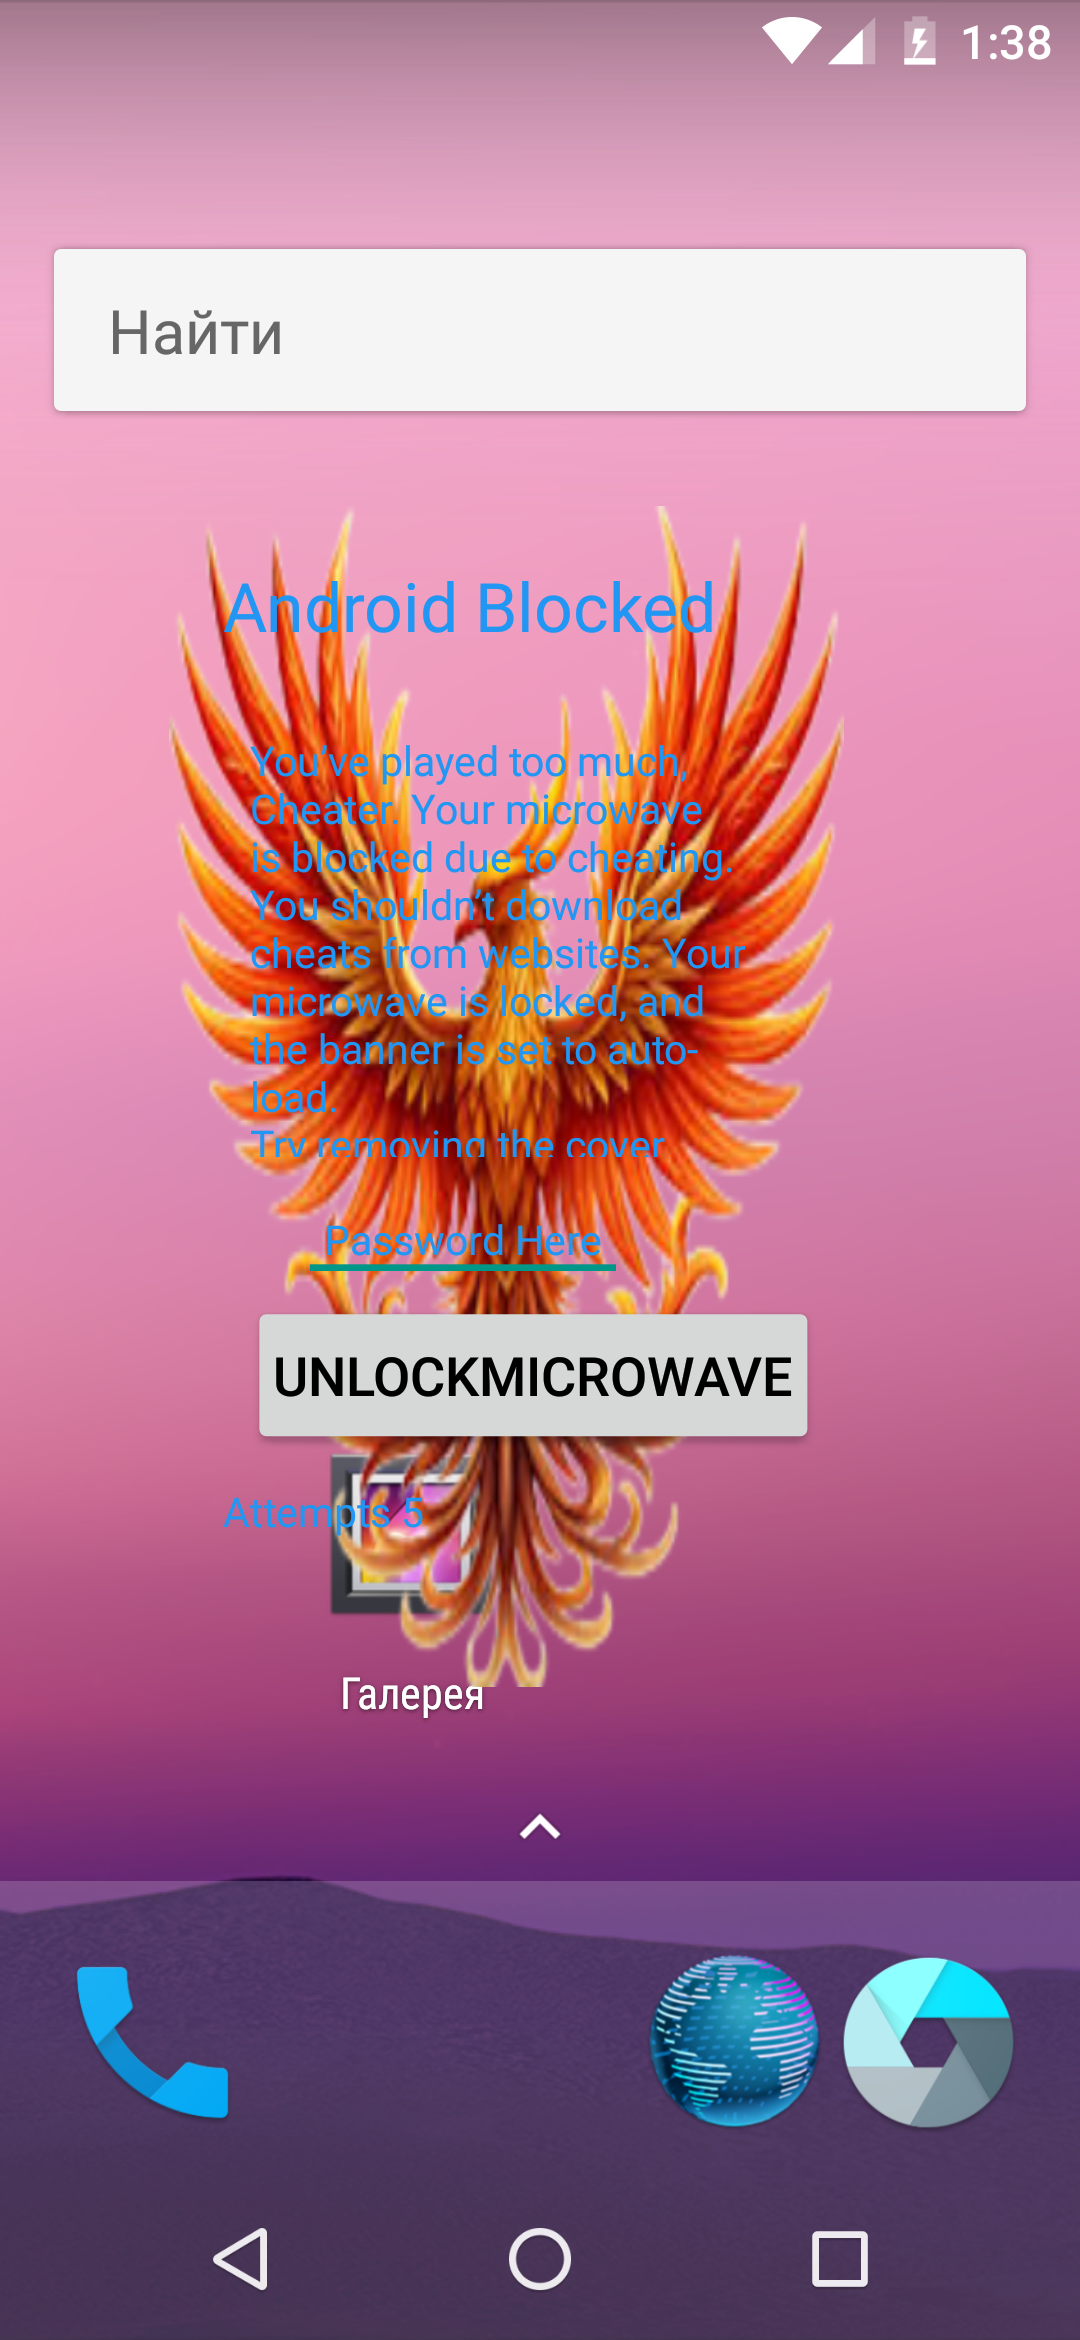 1:38
Найти
Android Blocked
You've played too much,
Cheater. Your microwave
is blocked due to cheating.
You shouldn't download
cheats from websites. Your
microwave is locked, and
the banner is set to auto-
load.
Try removing the cover
Password Here
UNLOCKMICROWAVE
Attempts 5
Галерея